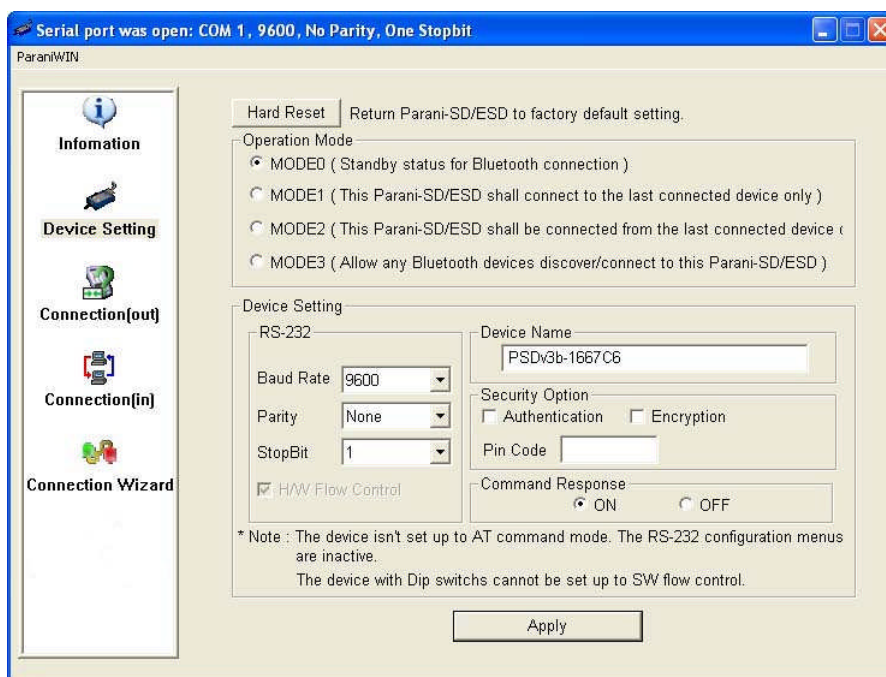 Serial port was open: COM 1, 9600, No Parity, One Stopbit
ParaniWIN
Infomation
Device Setting
Connection(out)
Connection(in)
Connection Wizard
Hard Reset Return Parani-SD/ESD to factory default setting.
Operation Mode
MODE0 ( Standby status for Bluetooth connection )
MODE1 ( This Parani-SD/ESD shall connect to the last connected device only )
MODE2 ( This Parani-SD/ESD shall be connected from the last connected device
MODE3 ( Allow any Bluetooth devices discover/connect to this Parani-SD/ESD )
Device Setting
RS-232
Baud Rate 9600
Parity None
StopBit 1
H/W Flow Control
Device Name
PSDv3b-1667C6
Security Option
Authentication Encryption
Pin Code
Command Response
ON OFF
* Note : The device isn't set up to AT command mode. The RS-232 configuration menus
are inactive.
The device with Dip switchs cannot be set up to SW flow control.
Apply